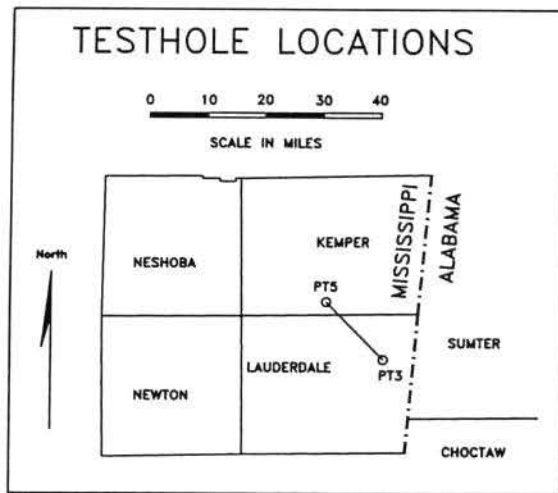 TESTHOLE LOCATIONS
0 10 20 30 40
SCALE IN MILES
MISSISSIPPI
ALABAMA
KEMPER
North
NESHOBA
PT5
SUMTER
LAUDERDALE
PT3
NEWTON
CHOCTAW